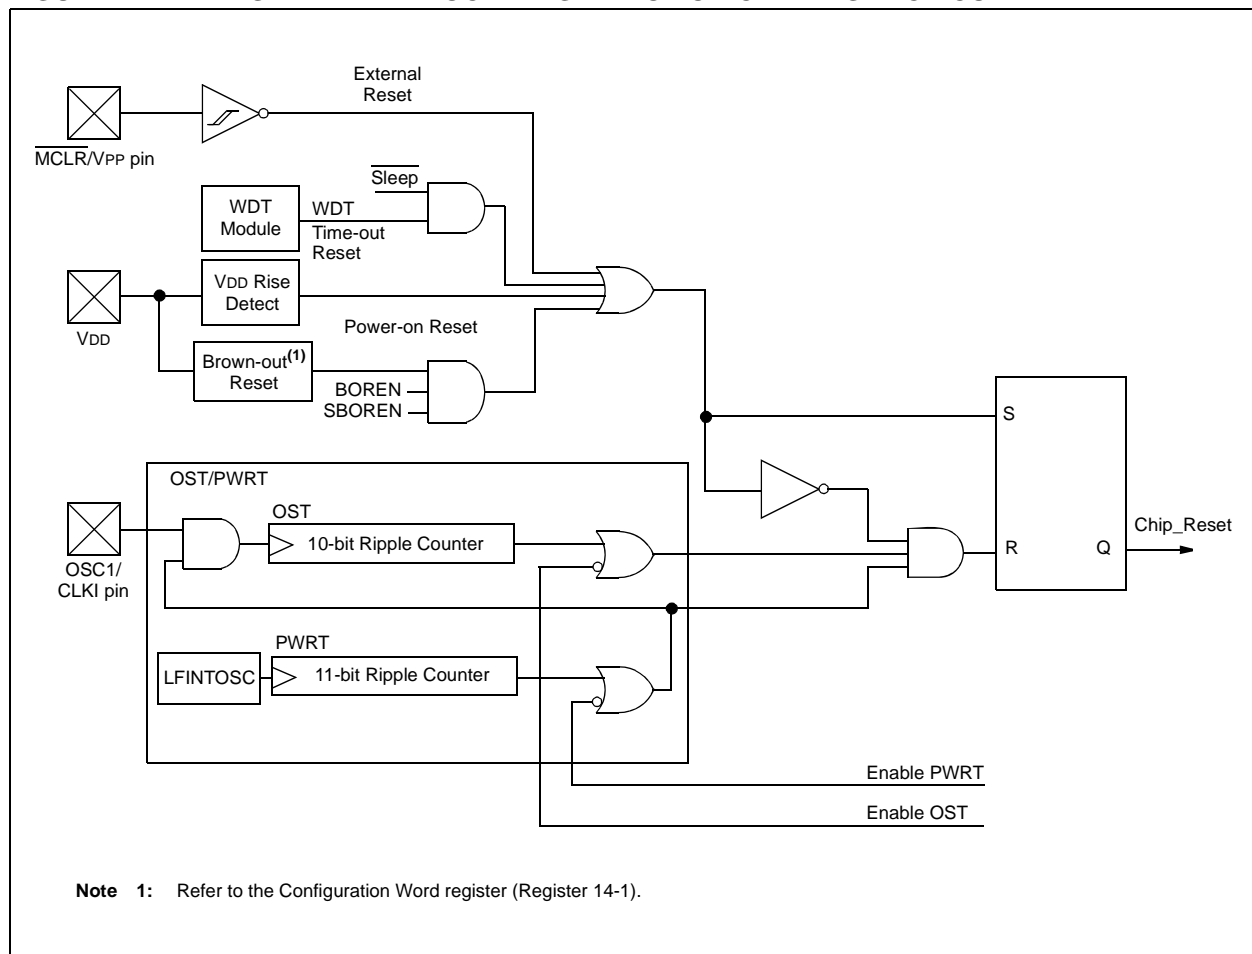 External
Reset
MCLR/VPP pin
Sleep
WDT
Module
WDT
Time-out
Reset
VDD Rise
Detect
VDD
Power-on Reset
Brown-out(1)
Reset
BOREN
SBOREN
S
OST/PWRT
OST
10-bit Ripple Counter
OSC1/
CLKI pin
Chip_Reset
R
Q
PWRT
LFINTOSC
11-bit Ripple Counter
Enable PWRT
Enable OST
Note 1: Refer to the Configuration Word register (Register 14-1).